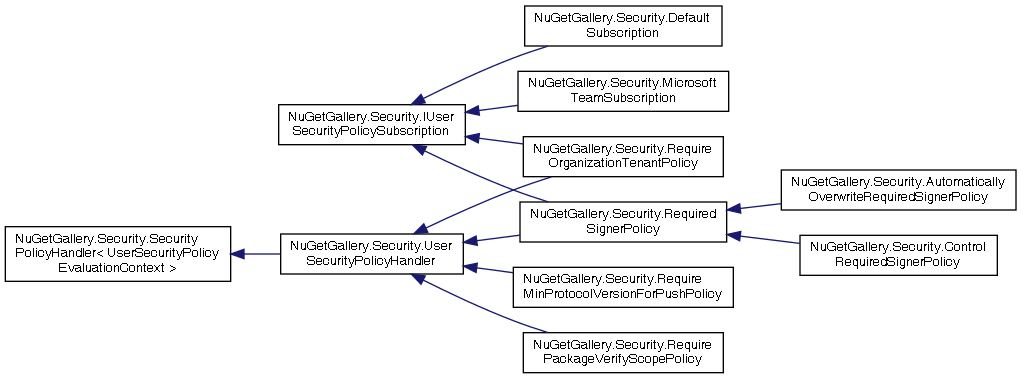 NuGetGallery.Security.Default
Subscription
NuGetGallery.Security.Microsoft
TeamSubscription
NuGetGallery.Security.IUser
SecurityPolicySubscription
NuGetGallery.Security.Require
OrganizationTenantPolicy
NuGetGallery.Security.Automatically
OverwriteRequiredSignerPolicy
NuGetGallery.Security.Required
SignerPolicy
NuGetGallery.Security.Security
PolicyHandler< UserSecurityPolicy
EvaluationContext >
NuGetGallery.Security.User
SecurityPolicyHandler
NuGetGallery.Security.Control
RequiredSignerPolicy
NuGetGallery.Security.Require
MinProtocolVersionForPushPolicy
NuGetGallery.Security.Require
PackageVerifyScopePolicy